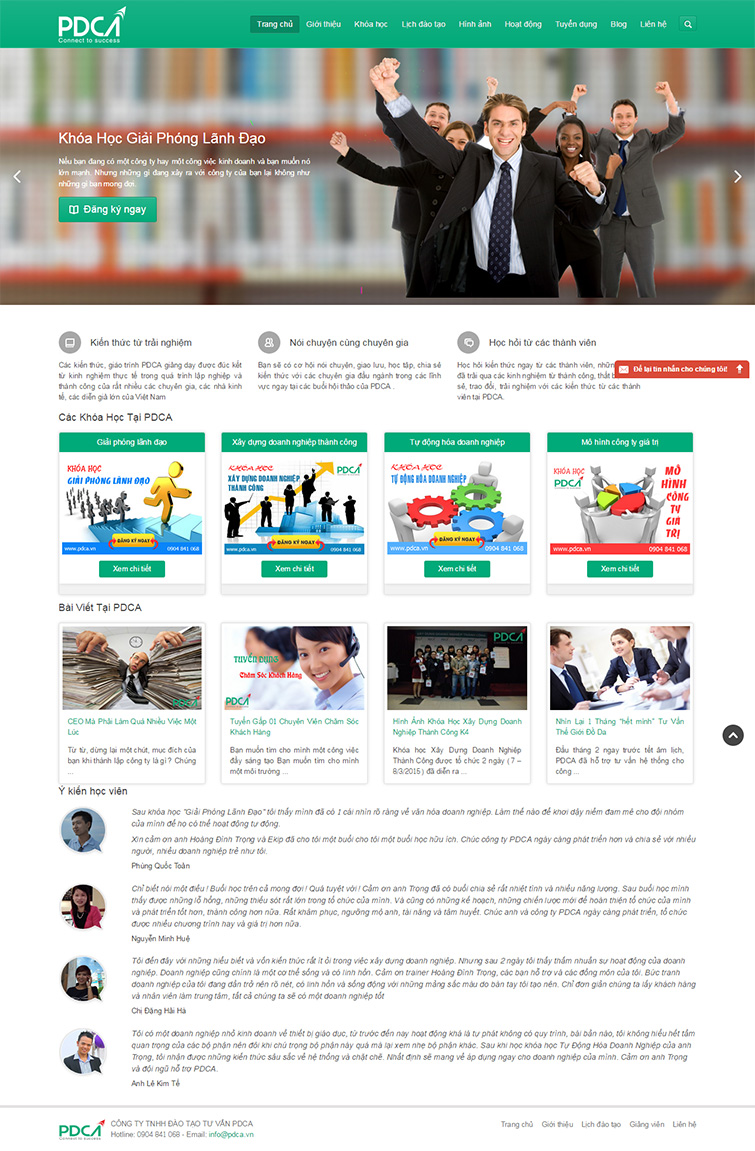 PDCA
Connect to success
Trang chủ Giới thiệu Khóa học Lịch đào tạo Hình ảnh Hoạt động Tuyển dụng Blog Liên hệ
Khóa Học Giải Phóng Lãnh Đạo
Nếu bạn đang có một công ty hay một công việc kinh doanh và bạn muốn nó
lớn mạnh. Nhưng những gì đang xảy ra với công ty của bạn lại không như
những gì bạn mong đợi.
Đăng ký ngay
Kiến thức từ trải nghiệm
Các kiến thức, giáo trình PDCA giảng dạy được đúc kết
từ kinh nghiệm thực tế trong quá trình lập nghiệp và
thành công của rất nhiều các chuyên gia, các nhà kinh
tế, các diễn giả lớn của Việt Nam
Nói chuyện cùng chuyên gia
Bạn sẽ có cơ hội nói chuyện, giao lưu, học tập, chia sẻ
kiến thức với các chuyên gia đầu ngành trong các lĩnh
vực ngay tại các buổi hội thảo của PDCA .
Học hỏi từ các thành viên
Học hỏi kiến thức ngay từ các thành viên,
đã trải qua các kinh nghiệm từ thành công, thất
sẻ, trao đổi, trải nghiệm với các kiến thức từ các thành
viên tại PDCA.
Để lại tin nhắn cho chúng tôi!
Các Khóa Học Tại PDCA
Giải phóng lãnh đạo
KHÓA HỌC
GIẢI PHÓNG LÃNH ĐẠO
ĐĂNG KÝ NGAY
www.pdca.vn 0904 841 068
Xem chi tiết
Xây dựng doanh nghiệp thành công
KHÓA HỌC
XÂY DỰNG DOANH NGHIỆP
THÀNH CÔNG
PDCA
ĐĂNG KÝ NGAY
www.pdca.vn 0904 841 068
Xem chi tiết
Tự động hóa doanh nghiệp
KHÓA HỌC
TỰ ĐỘNG HÓA DOANH NGHIỆP
ĐĂNG KÝ NGAY
www.pdca.vn 0904 841 068
Xem chi tiết
Mô hình công ty giá trị
KHÓA HỌC
PDCA
MÔ
HÌNH
CÔNG
TY
GIÁ
TRỊ
www.pdca.vn 0904 841 068
Xem chi tiết
Bài Viết Tại PDCA
PDCA
CEO Mà Phải Làm Quá Nhiều Việc Một
Lúc
Từ từ, dừng lại một chút, mục đích của
bạn khi thành lập công ty là gì ? Chúng
...
TUYỂN DỤNG
Chăm Sóc Khách Hàng
PDCA
Tuyển Gấp 01 Chuyên Viên Chăm Sóc
Khách Hàng
Bạn muốn tìm cho mình một công việc
đầy sáng tạo Bạn muốn tìm cho mình
một môi trường ...
PDCA
Hình Ảnh Khóa Học Xây Dựng Doanh
Nghiệp Thành Công K4
Khóa học Xây Dựng Doanh Nghiệp
Thành Công được tổ chức 2 ngày ( 7 –
8/3/2015 ) đã diễn ra ...
Nhìn Lại 1 Tháng “hết mình” Tư Vấn
Thế Giới Đồ Da
Đầu tháng 2 ngay trước tết âm lịch,
PDCA đã hỗ trợ tư vấn hệ thống cho
công ...
Ý kiến học viên
Sau khóa học "Giải Phóng Lãnh Đạo" tôi thấy mình đã có 1 cái nhìn rõ ràng về văn hóa doanh nghiệp. Làm thế nào để khơi dậy niềm đam mê cho đội nhóm
của mình để họ có thể hoạt động tự động.
Xin cảm ơn anh Hoàng Đình Trọng và Ekip đã cho tôi một buổi cho tôi một buổi học hữu ích. Chúc công ty PDCA ngày càng phát triển hơn và chia sẻ với nhiều
người, nhiều doanh nghiệp trẻ như tôi.
Phùng Quốc Toản
Chỉ biết nói một điều ! Buổi học trên cả mong đợi ! Quá tuyệt vời ! Cảm ơn anh Trọng đã có buổi chia sẻ rất nhiệt tình và nhiều năng lượng. Sau buổi học mình
thấy được những lỗ hổng, những thiếu sót rất lớn trong tổ chức của mình. Và cũng có những kế hoạch, những chiến lược mới để hoàn thiện tổ chức của mình
và phát triển tốt hơn, thành công hơn nữa. Rất khâm phục, ngưỡng mộ anh, tài năng và tâm huyết. Chúc anh và công ty PDCA ngày càng phát triển, tổ chức
được nhiều chương trình hay và giá trị hơn nữa.
Nguyễn Minh Huệ
Tôi đến đây với những hiểu biết và vốn kiến thức rất ít ỏi trong việc xây dựng doanh nghiệp. Nhưng sau 2 ngày tôi thấy thấm nhuần sự hoạt động của doanh
nghiệp. Doanh nghiệp cũng chính là một cơ thể sống và có linh hồn. Cảm ơn trainer Hoàng Đình Trọng, các bạn hỗ trợ và các đồng môn của tôi. Bức tranh
doanh nghiệp của tôi đang dần trở nên rõ nét, có linh hồn và sống động với những mảng sắc màu do bàn tay tôi tạo nên. Chỉ đơn giản chúng ta lấy khách hàng
và nhân viên làm trung tâm, tất cả chúng ta sẽ có một doanh nghiệp tốt
Chị Đặng Hải Hà
Tôi có một doanh nghiệp nhỏ kinh doanh về thiết bị giáo dục, từ trước đến nay hoạt động khá là tự phát không có quy trình, bài bản nào, tôi không hiểu hết tầm
quan trọng của các bộ phận nên đôi khi chú trọng bộ phận này quá mà lại xem nhẹ bộ phận khác. Sau khi học khóa học Tự Động Hóa Doanh Nghiệp của anh
Trọng, tôi nhận được những kiến thức sâu sắc về hệ thống và chặt chẽ. Nhất định sẽ mang về áp dụng ngay cho doanh nghiệp của mình. Cảm ơn anh Trọng
và đội ngũ hỗ trợ PDCA.
Anh Lê Kim Tế
PDCA
Connect to success
CÔNG TY TNHH ĐÀO TẠO TƯ VẤN PDCA
Hotline: 0904 841 068 - Email: info@pdca.vn
Trang chủ Giới thiệu Lịch đào tạo Giảng viên Liên hệ